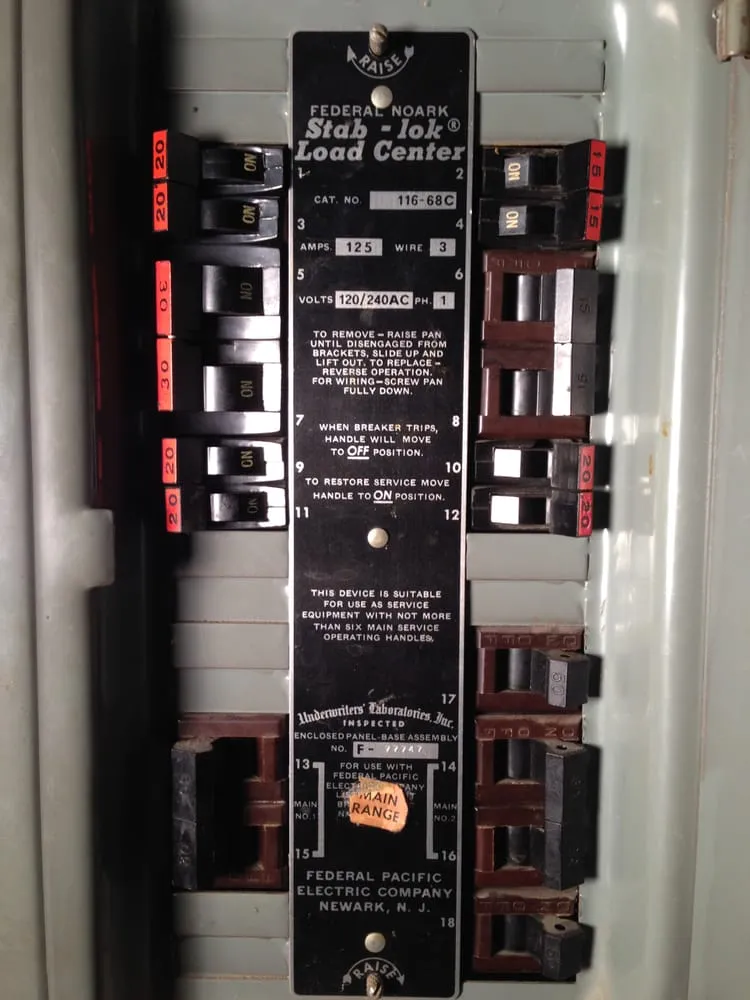 RAISE
FEDERAL NOARK
Stab-lok®
Load Center
1 2
CAT. NO. 116-68C
3 4
AMPS. 125 WIRE 3
5 6
VOLTS 120/240AC PH. 1
TO REMOVE – RAISE PAN
UNTIL DISENGAGED FROM
BRACKETS, SLIDE UP AND
LIFT OUT. TO REPLACE –
REVERSE OPERATION.
FOR WIRING – SCREW PAN
FULLY DOWN.
7 8
WHEN BREAKER TRIPS,
HANDLE WILL MOVE
TO OFF POSITION.
9 10
TO RESTORE SERVICE MOVE
HANDLE TO ON POSITION.
11 12
THIS DEVICE IS SUITABLE
FOR USE AS SERVICE
EQUIPMENT WITH NOT MORE
THAN SIX MAIN SERVICE
OPERATING HANDLES.
17
Underwriters' Laboratories, Inc.
INSPECTED
ENCLOSED PANEL-BASE ASSEMBLY
NO. F-
13 14
FOR USE WITH
FEDERAL PACIFIC
MAIN
RANGE
MAIN
NO.1
MAIN
NO.2
15 16
FEDERAL PACIFIC
ELECTRIC COMPANY
NEWARK, N. J.
18
RAISE
20 ON
20 ON
30 ON
30 ON
20 ON
20 ON
ON 15
ON 15
15
15
20
20
50